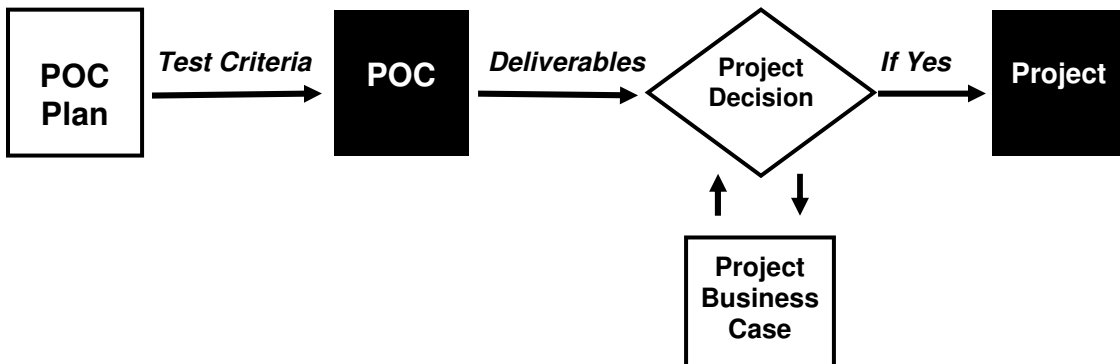 POC
Plan
Test Criteria
POC
Deliverables
Project
Decision
If Yes
Project
Project
Business
Case